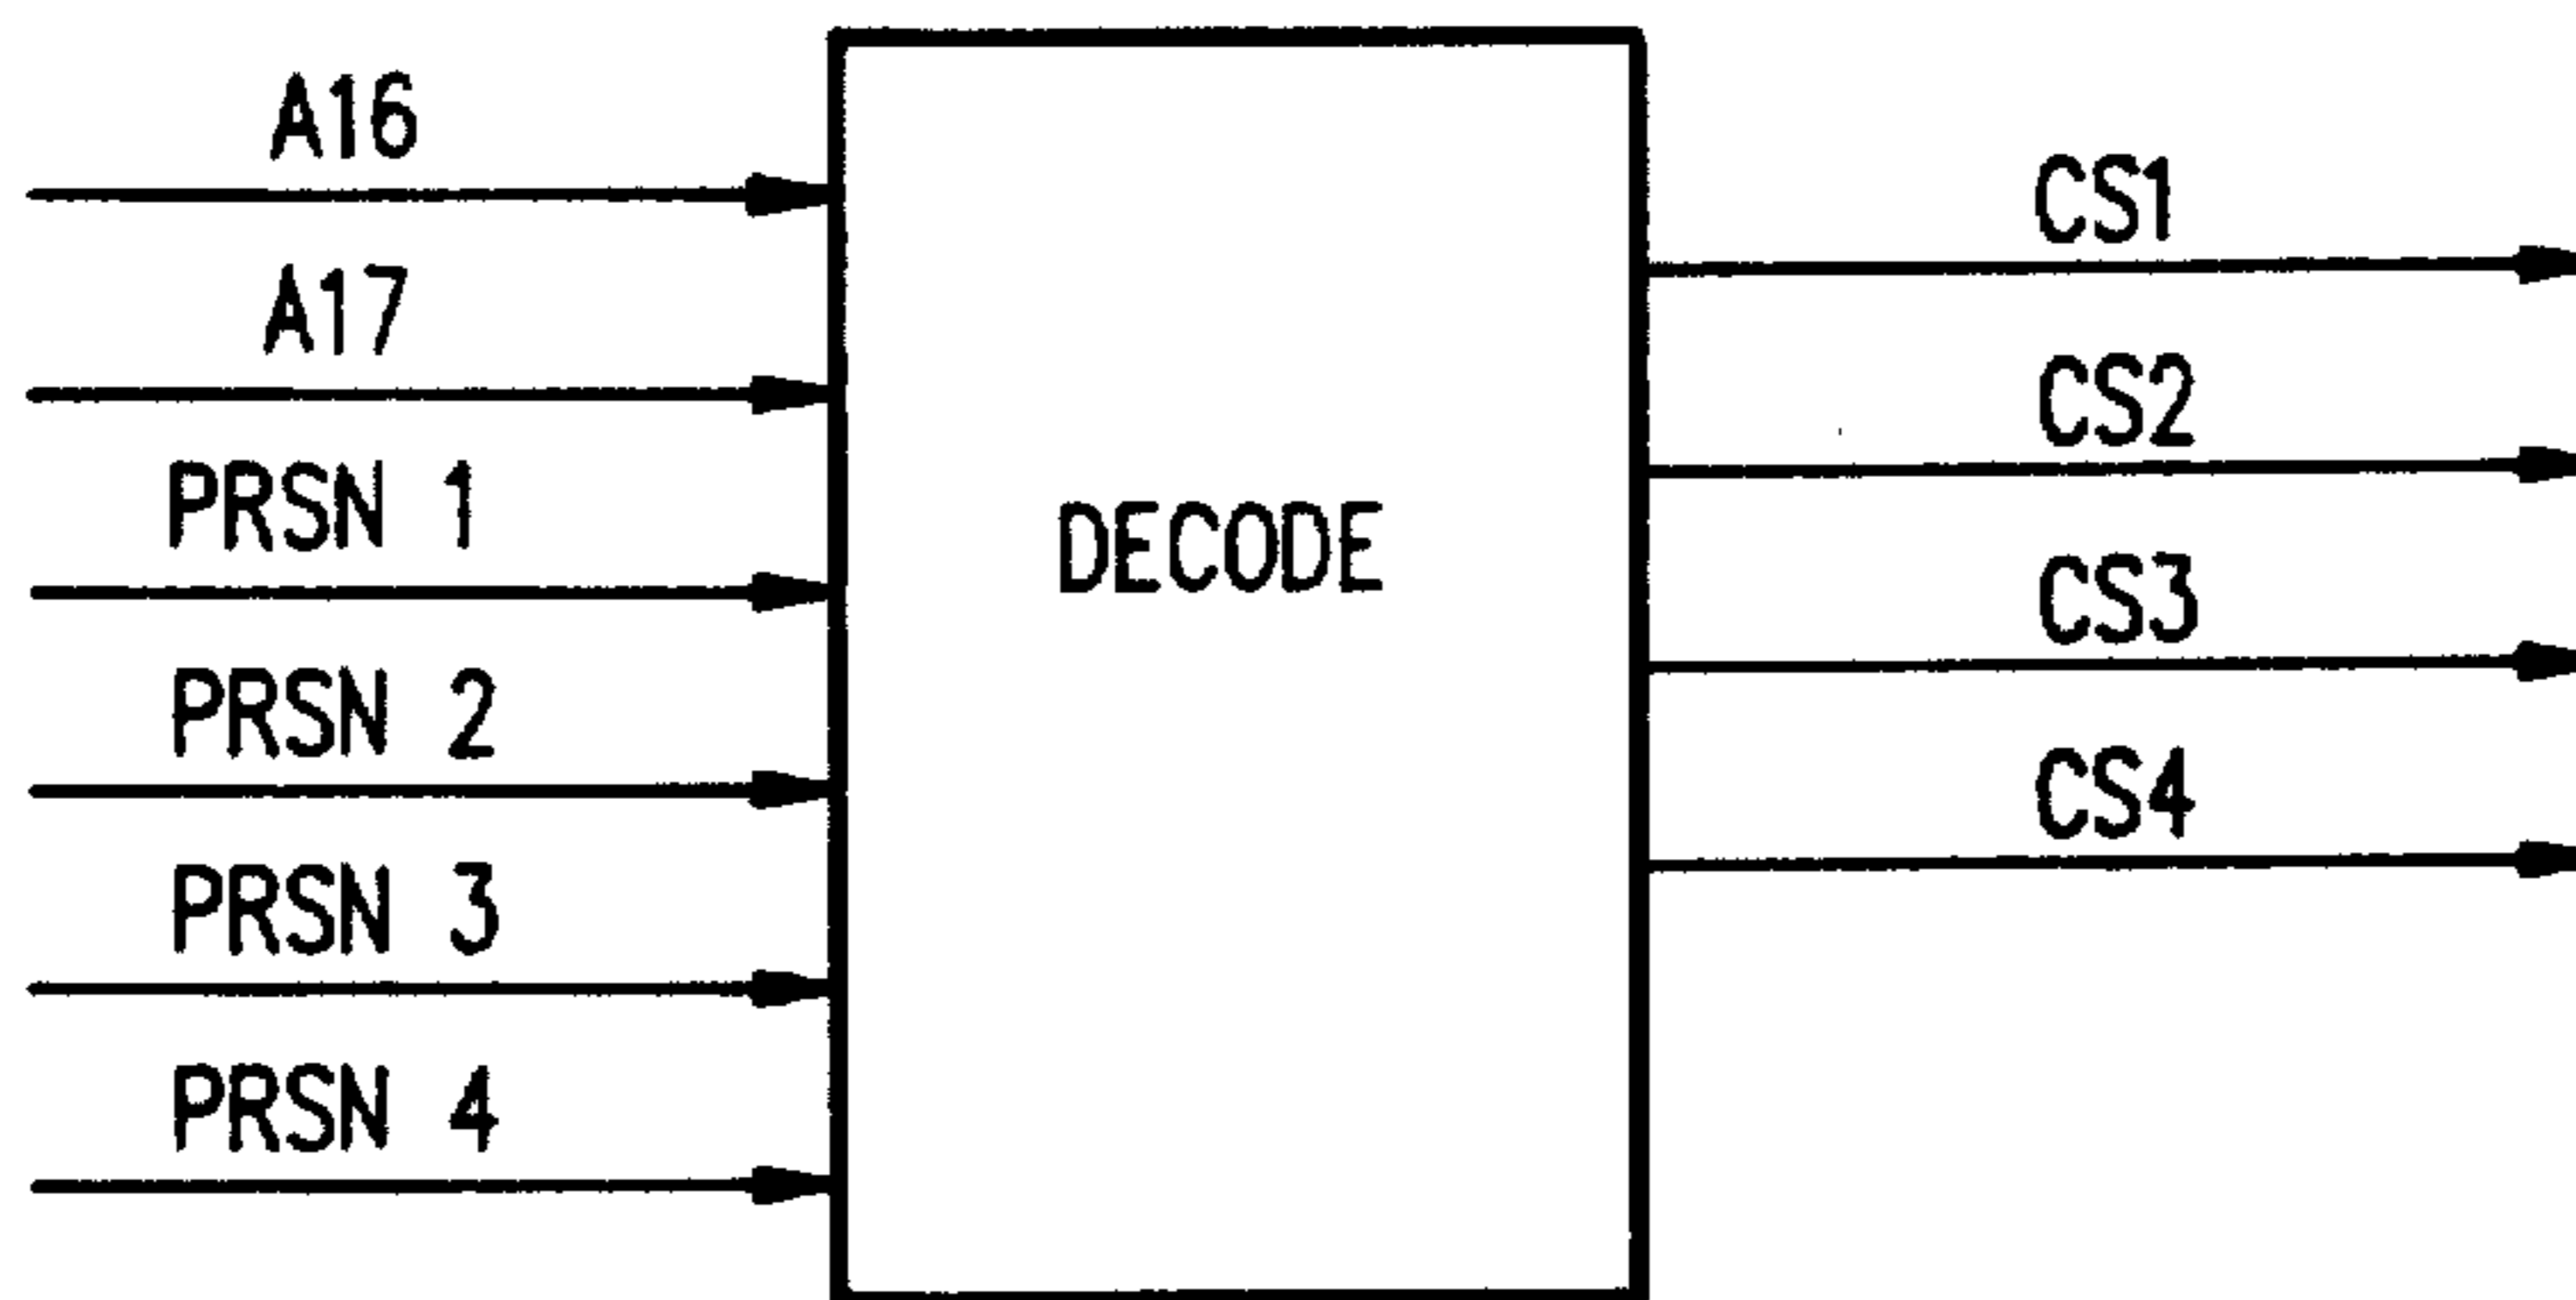 A16
A17
PRSN 1
PRSN 2
PRSN 3
PRSN 4
DECODE
CS1
CS2
CS3
CS4